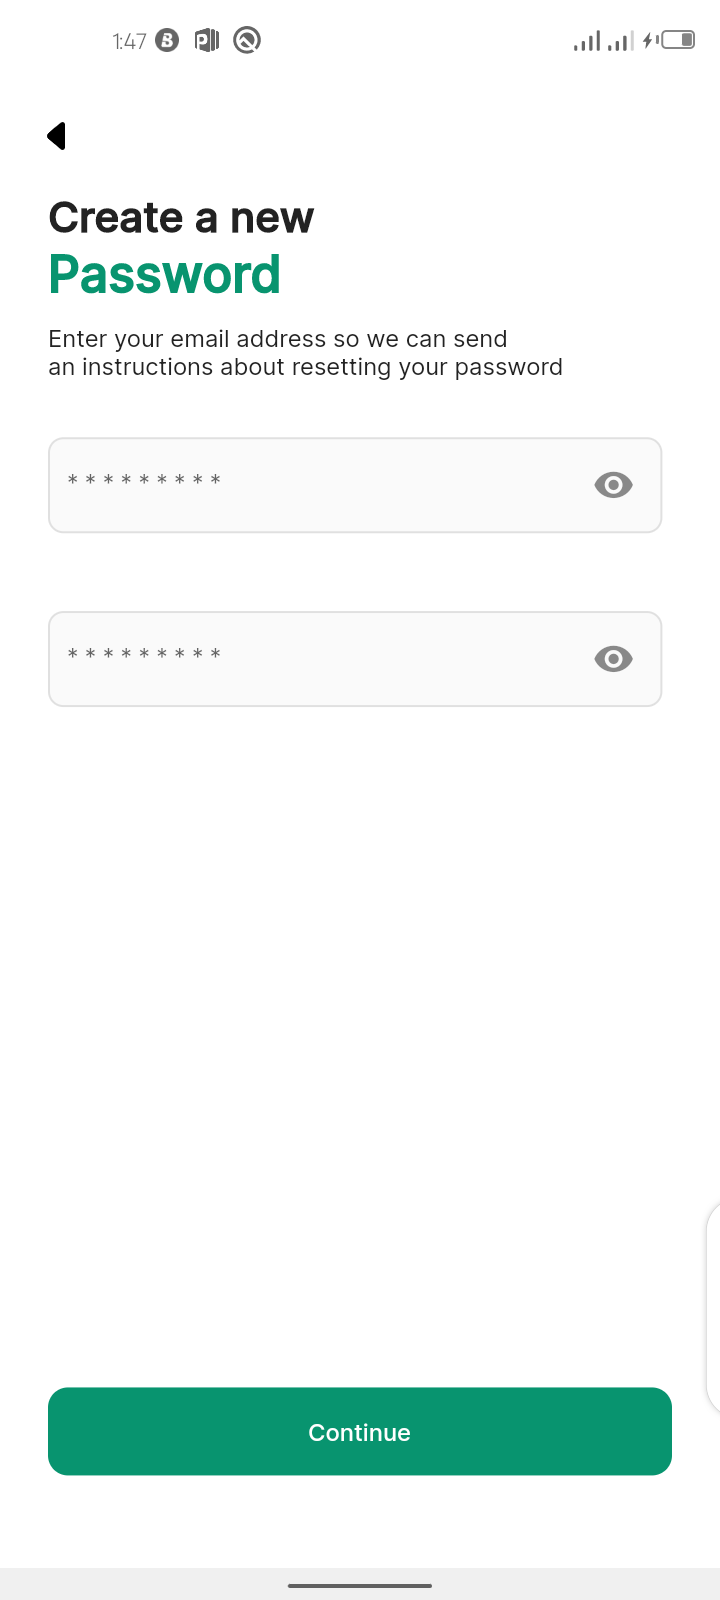 1:47
Create a new
Password
Enter your email address so we can send
an instructions about resetting your password
* * * * * * * * *
* * * * * * * * *
Continue